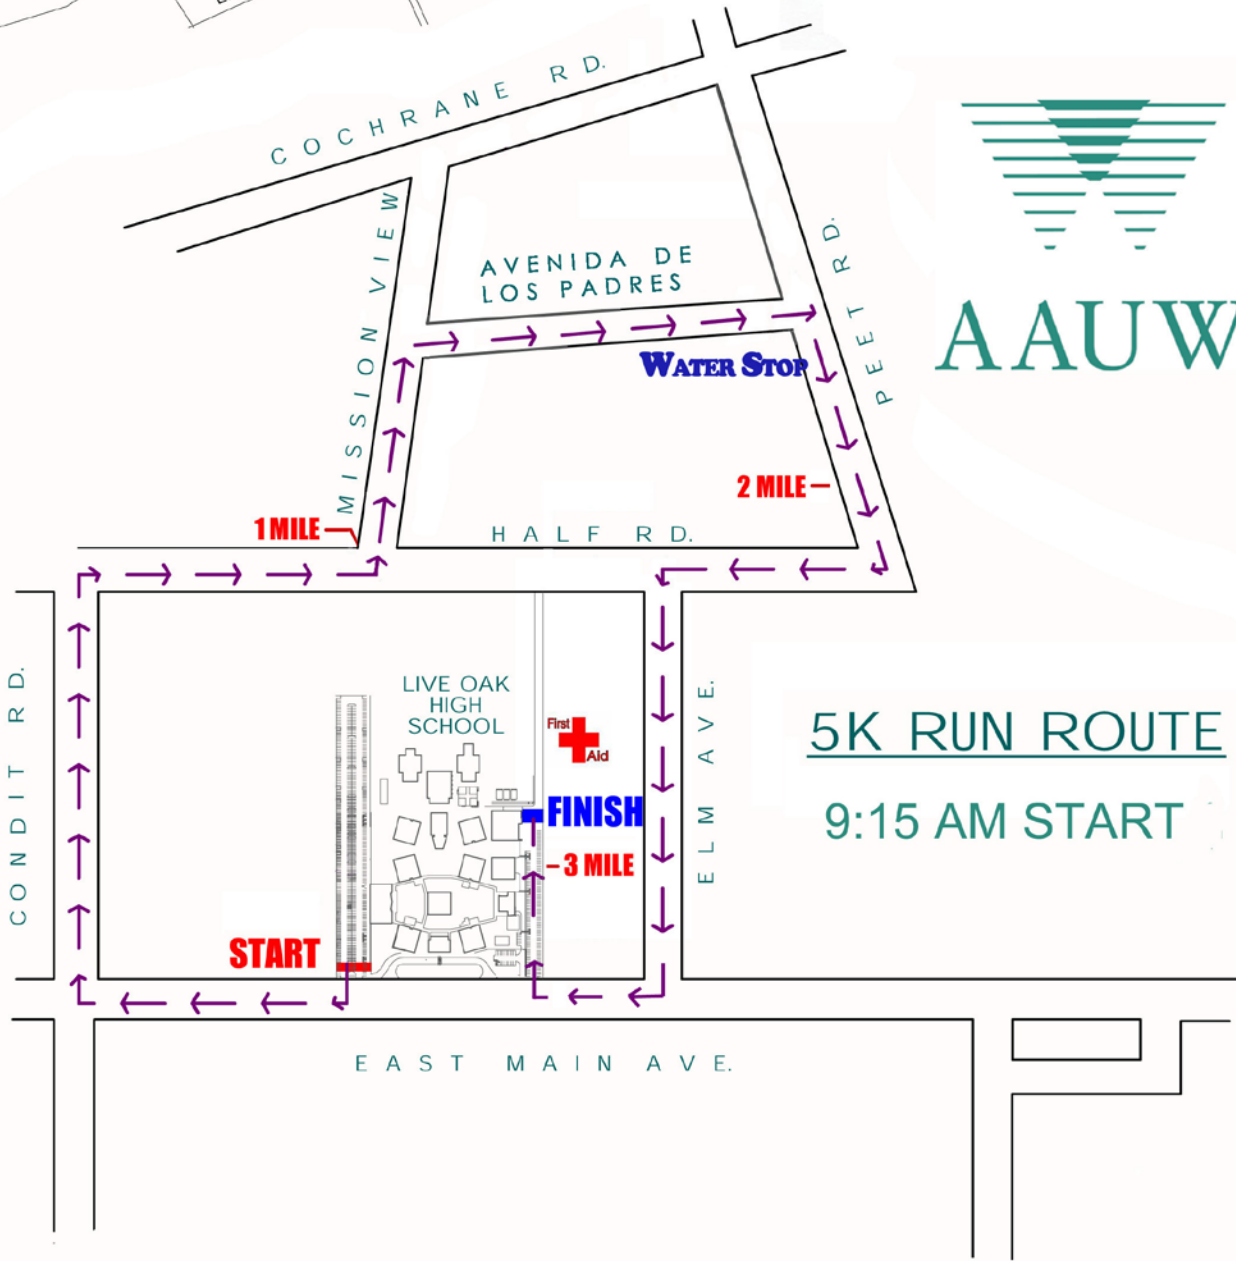 COCHRANE RD.
MISSION VIEW
AVENIDA DE
LOS PADRES
PEET RD.
AAUW
WATER STOP
2 MILE
1 MILE
HALF RD.
CONDIT RD.
LIVE OAK
HIGH
SCHOOL
First
Aid
ELM AVE.
5K RUN ROUTE
9:15 AM START
FINISH
3 MILE
START
EAST MAIN AVE.